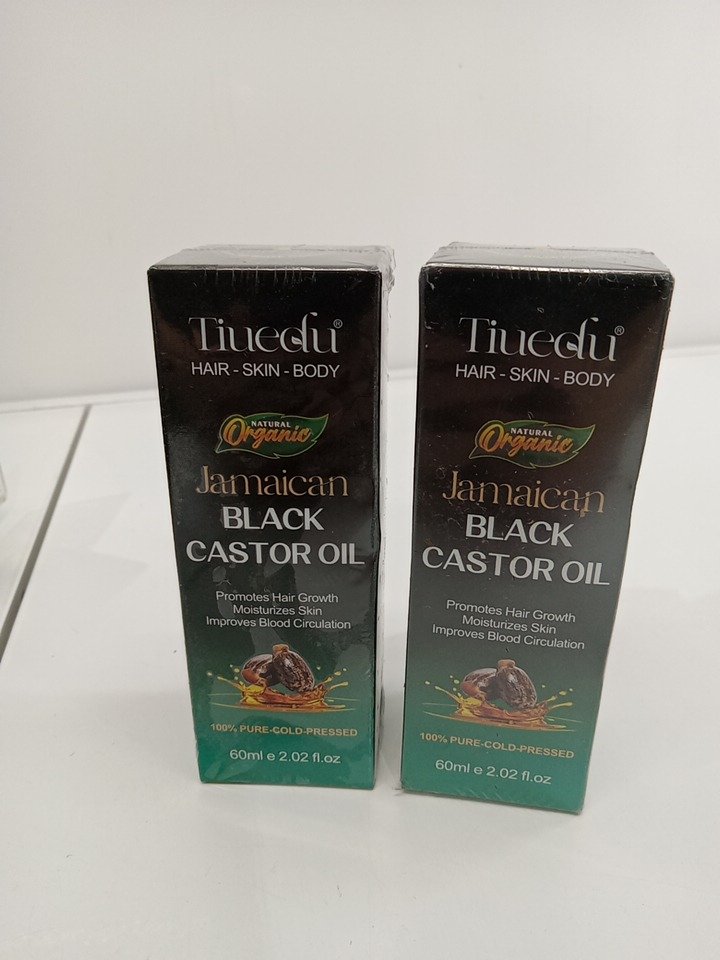 Tiuedu®
HAIR - SKIN - BODY
NATURAL
Organic
Jamaican
BLACK
CASTOR OIL
Promotes Hair Growth
Moisturizes Skin
Improves Blood Circulation
100% PURE-COLD-PRESSED
60ml e 2.02 fl.oz
Tiuedu®
HAIR - SKIN - BODY
NATURAL
Organic
Jamaican
BLACK
CASTOR OIL
Promotes Hair Growth
Moisturizes Skin
Improves Blood Circulation
100% PURE-COLD-PRESSED
60ml e 2.02 fl.oz